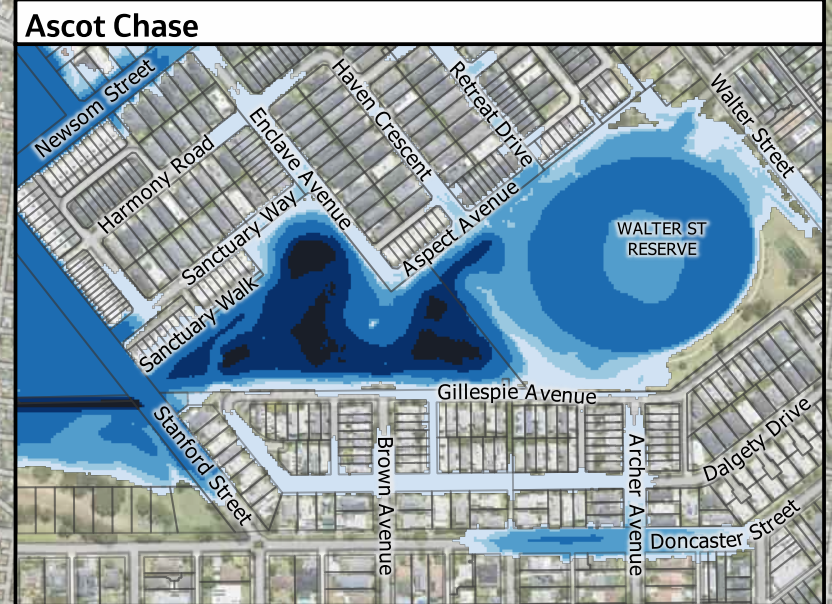 Ascot Chase
Newsom Street
Harmony Road
Enclave Avenue
Haven Crescent
Retreat Drive
Walter Street
Sanctuary Way
Sanctuary Walk
Aspect Avenue
WALTER ST
RESERVE
Gillespie Avenue
Stanford Street
Brown Avenue
Archer Avenue
Dalgety Drive
Doncaster Street